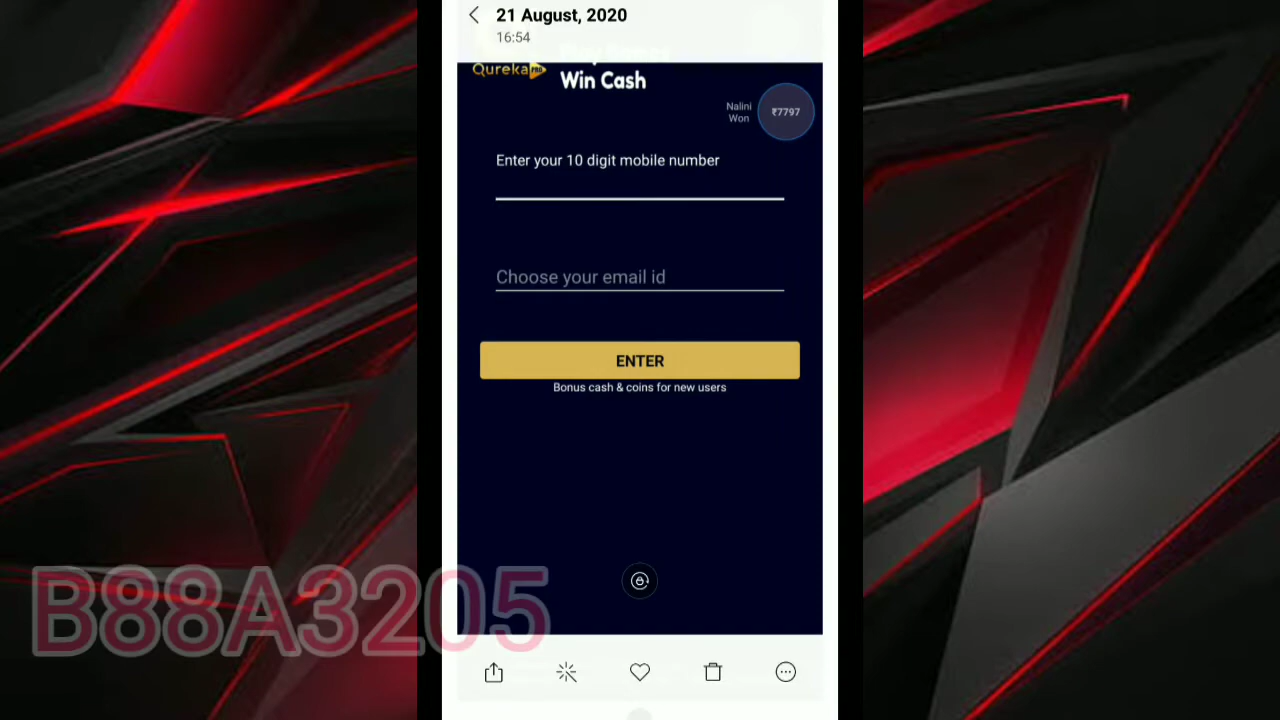 21 August, 2020
16:54
Qureka PRO
Win Cash
Nalini
Won
₹7797
Enter your 10 digit mobile number
Choose your email id
ENTER
Bonus cash & coins for new users
B88A3205